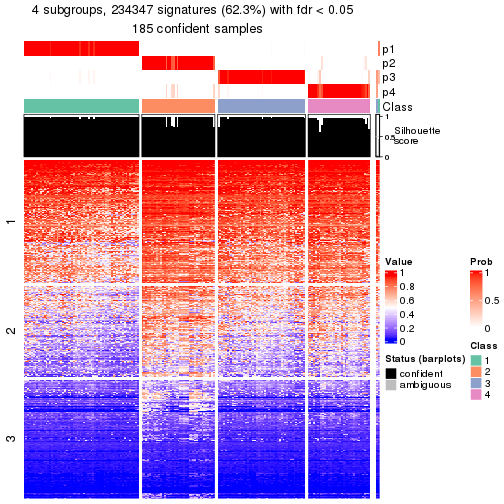 4 subgroups, 234347 signatures (62.3%) with fdr < 0.05
185 confident samples
p1
p2
p3
p4
Class
1
0.5
0
Silhouette
score
1
2
3
Value
1
0.8
0.6
0.4
0.2
0
Prob
1
0.5
0
Status (barplots)
confident
ambiguous
Class
1
2
3
4